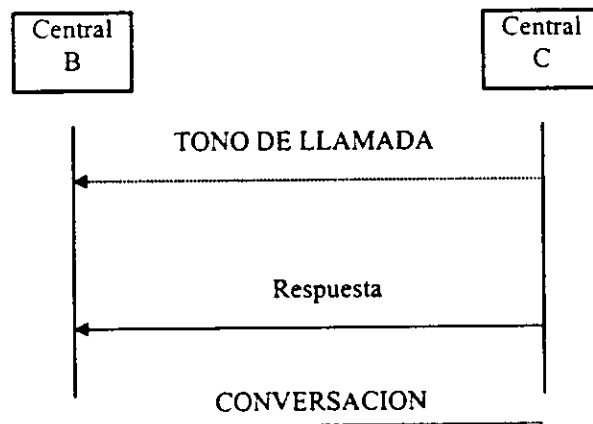 Central
B
Central
C
TONO DE LLAMADA
Respuesta
CONVERSACION